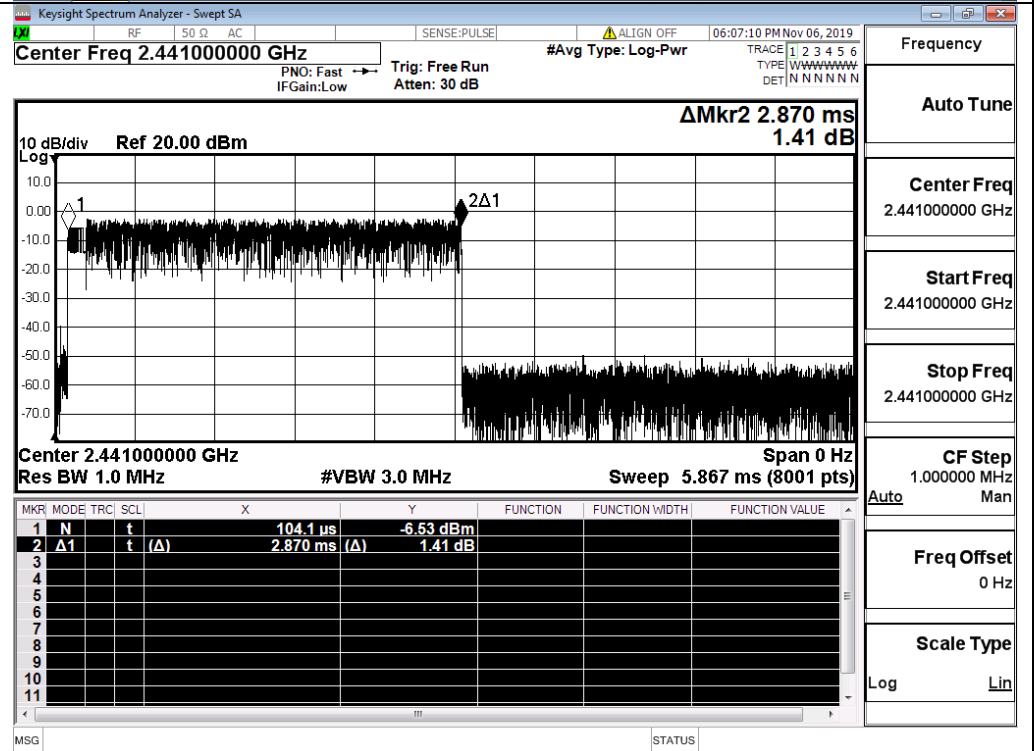 Keysight Spectrum Analyzer - Swept SA
LXI RF 50 Ω AC SENSE:PULSE ALIGN OFF 06:07:10 PM Nov 06, 2019
Center Freq 2.441000000 GHz
PNO: Fast
IFGain:Low
Trig: Free Run
Atten: 30 dB
#Avg Type: Log-Pwr
TRACE 1 2 3 4 5 6
TYPE W W W W W W
DET N N N N N N
ΔMkr2 2.870 ms
1.41 dB
10 dB/div Ref 20.00 dBm
Log
10.0
0.00
-10.0
-20.0
-30.0
-40.0
-50.0
-60.0
-70.0
1
2Δ1
Center 2.441000000 GHz Span 0 Hz
Res BW 1.0 MHz #VBW 3.0 MHz Sweep 5.867 ms (8001 pts)
MKR MODE TRC SCL X Y FUNCTION FUNCTION WIDTH FUNCTION VALUE
1 N t 104.1 µs -6.53 dBm
2 Δ1 t (Δ) 2.870 ms (Δ) 1.41 dB
3
4
5
6
7
8
9
10
11
MSG STATUS
Frequency
Auto Tune
Center Freq
2.441000000 GHz
Start Freq
2.441000000 GHz
Stop Freq
2.441000000 GHz
CF Step
1.000000 MHz
Auto Man
Freq Offset
0 Hz
Scale Type
Log Lin